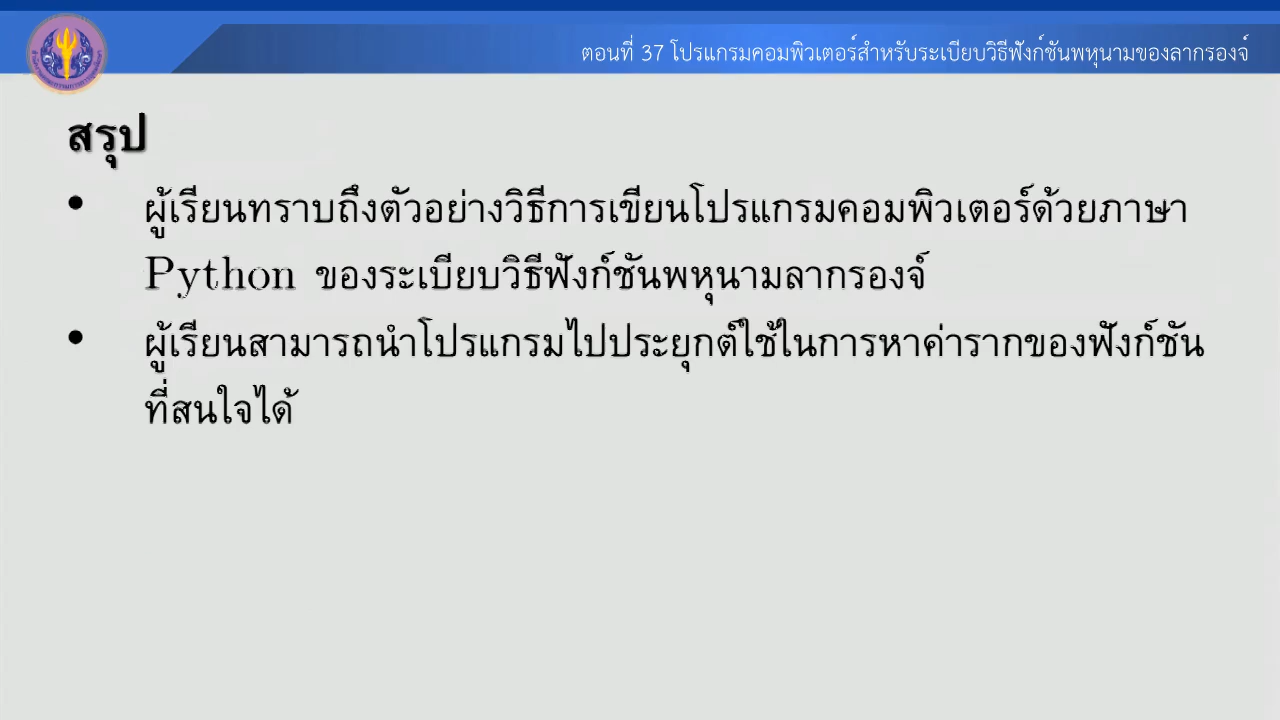 ตอนที่ 37 โปรแกรมคอมพิวเตอร์สำหรับระเบียบวิธีฟังก์ชันพหุนามของลากรองจ์
สรุป
• ผู้เรียนทราบถึงตัวอย่างวิธีการเขียนโปรแกรมคอมพิวเตอร์ด้วยภาษา
Python ของระเบียบวิธีฟังก์ชันพหุนามลากรองจ์
• ผู้เรียนสามารถนำโปรแกรมไปประยุกต์ใช้ในการหาค่ารากของฟังก์ชัน
ที่สนใจได้